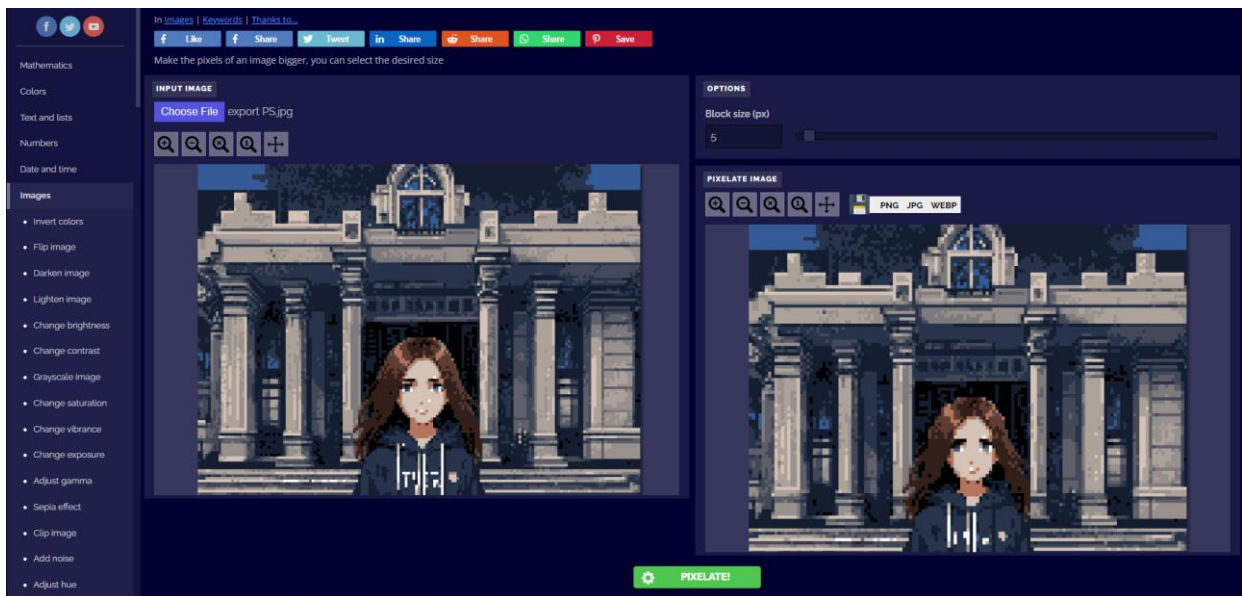 In Images | Keywords | Thanks to...
f Like f Share Tweet in Share Share Share Save
Make the pixels of an image bigger, you can select the desired size
Mathematics
Colors
Text and lists
Numbers
Date and time
Images
• Invert colors
• Flip image
• Darken image
• Lighten image
• Change brightness
• Change contrast
• Grayscale image
• Change saturation
• Change vibrance
• Change exposure
• Adjust gamma
• Sepia effect
• Clip image
• Add noise
• Adjust hue
INPUT IMAGE
Choose File export PS.jpg
OPTIONS
Block size (px)
5
PIXELATE IMAGE
PNG JPG WEBP
PIXELATE!